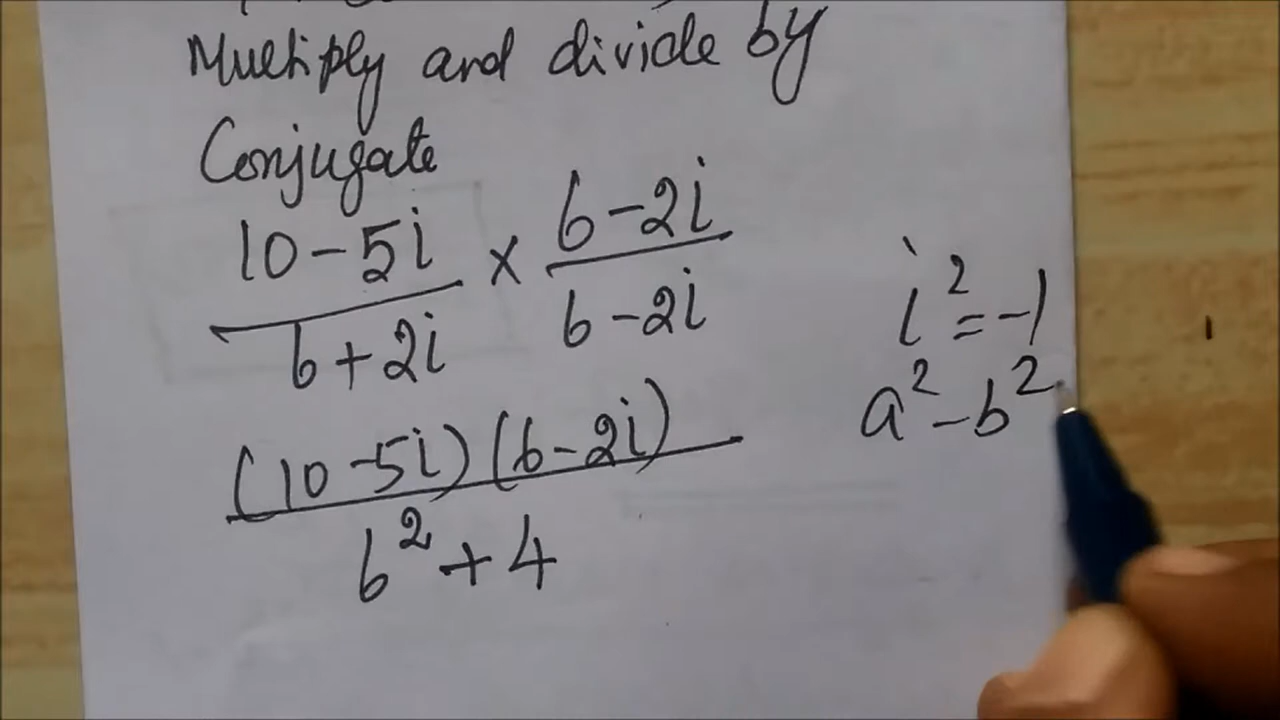 Multiply and divide by
Conjugate
10-5i / 6+2i × 6-2i / 6-2i
i² = -1
a² - b²
(10-5i)(6-2i) / 6² + 4